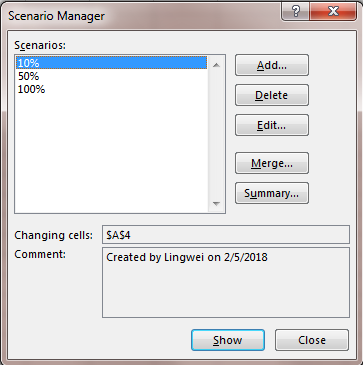 Scenario Manager
?
Scenarios:
10%
50%
100%
Add...
Delete
Edit...
Merge...
Summary...
Changing cells: $A$4
Comment: Created by Lingwei on 2/5/2018
Show Close